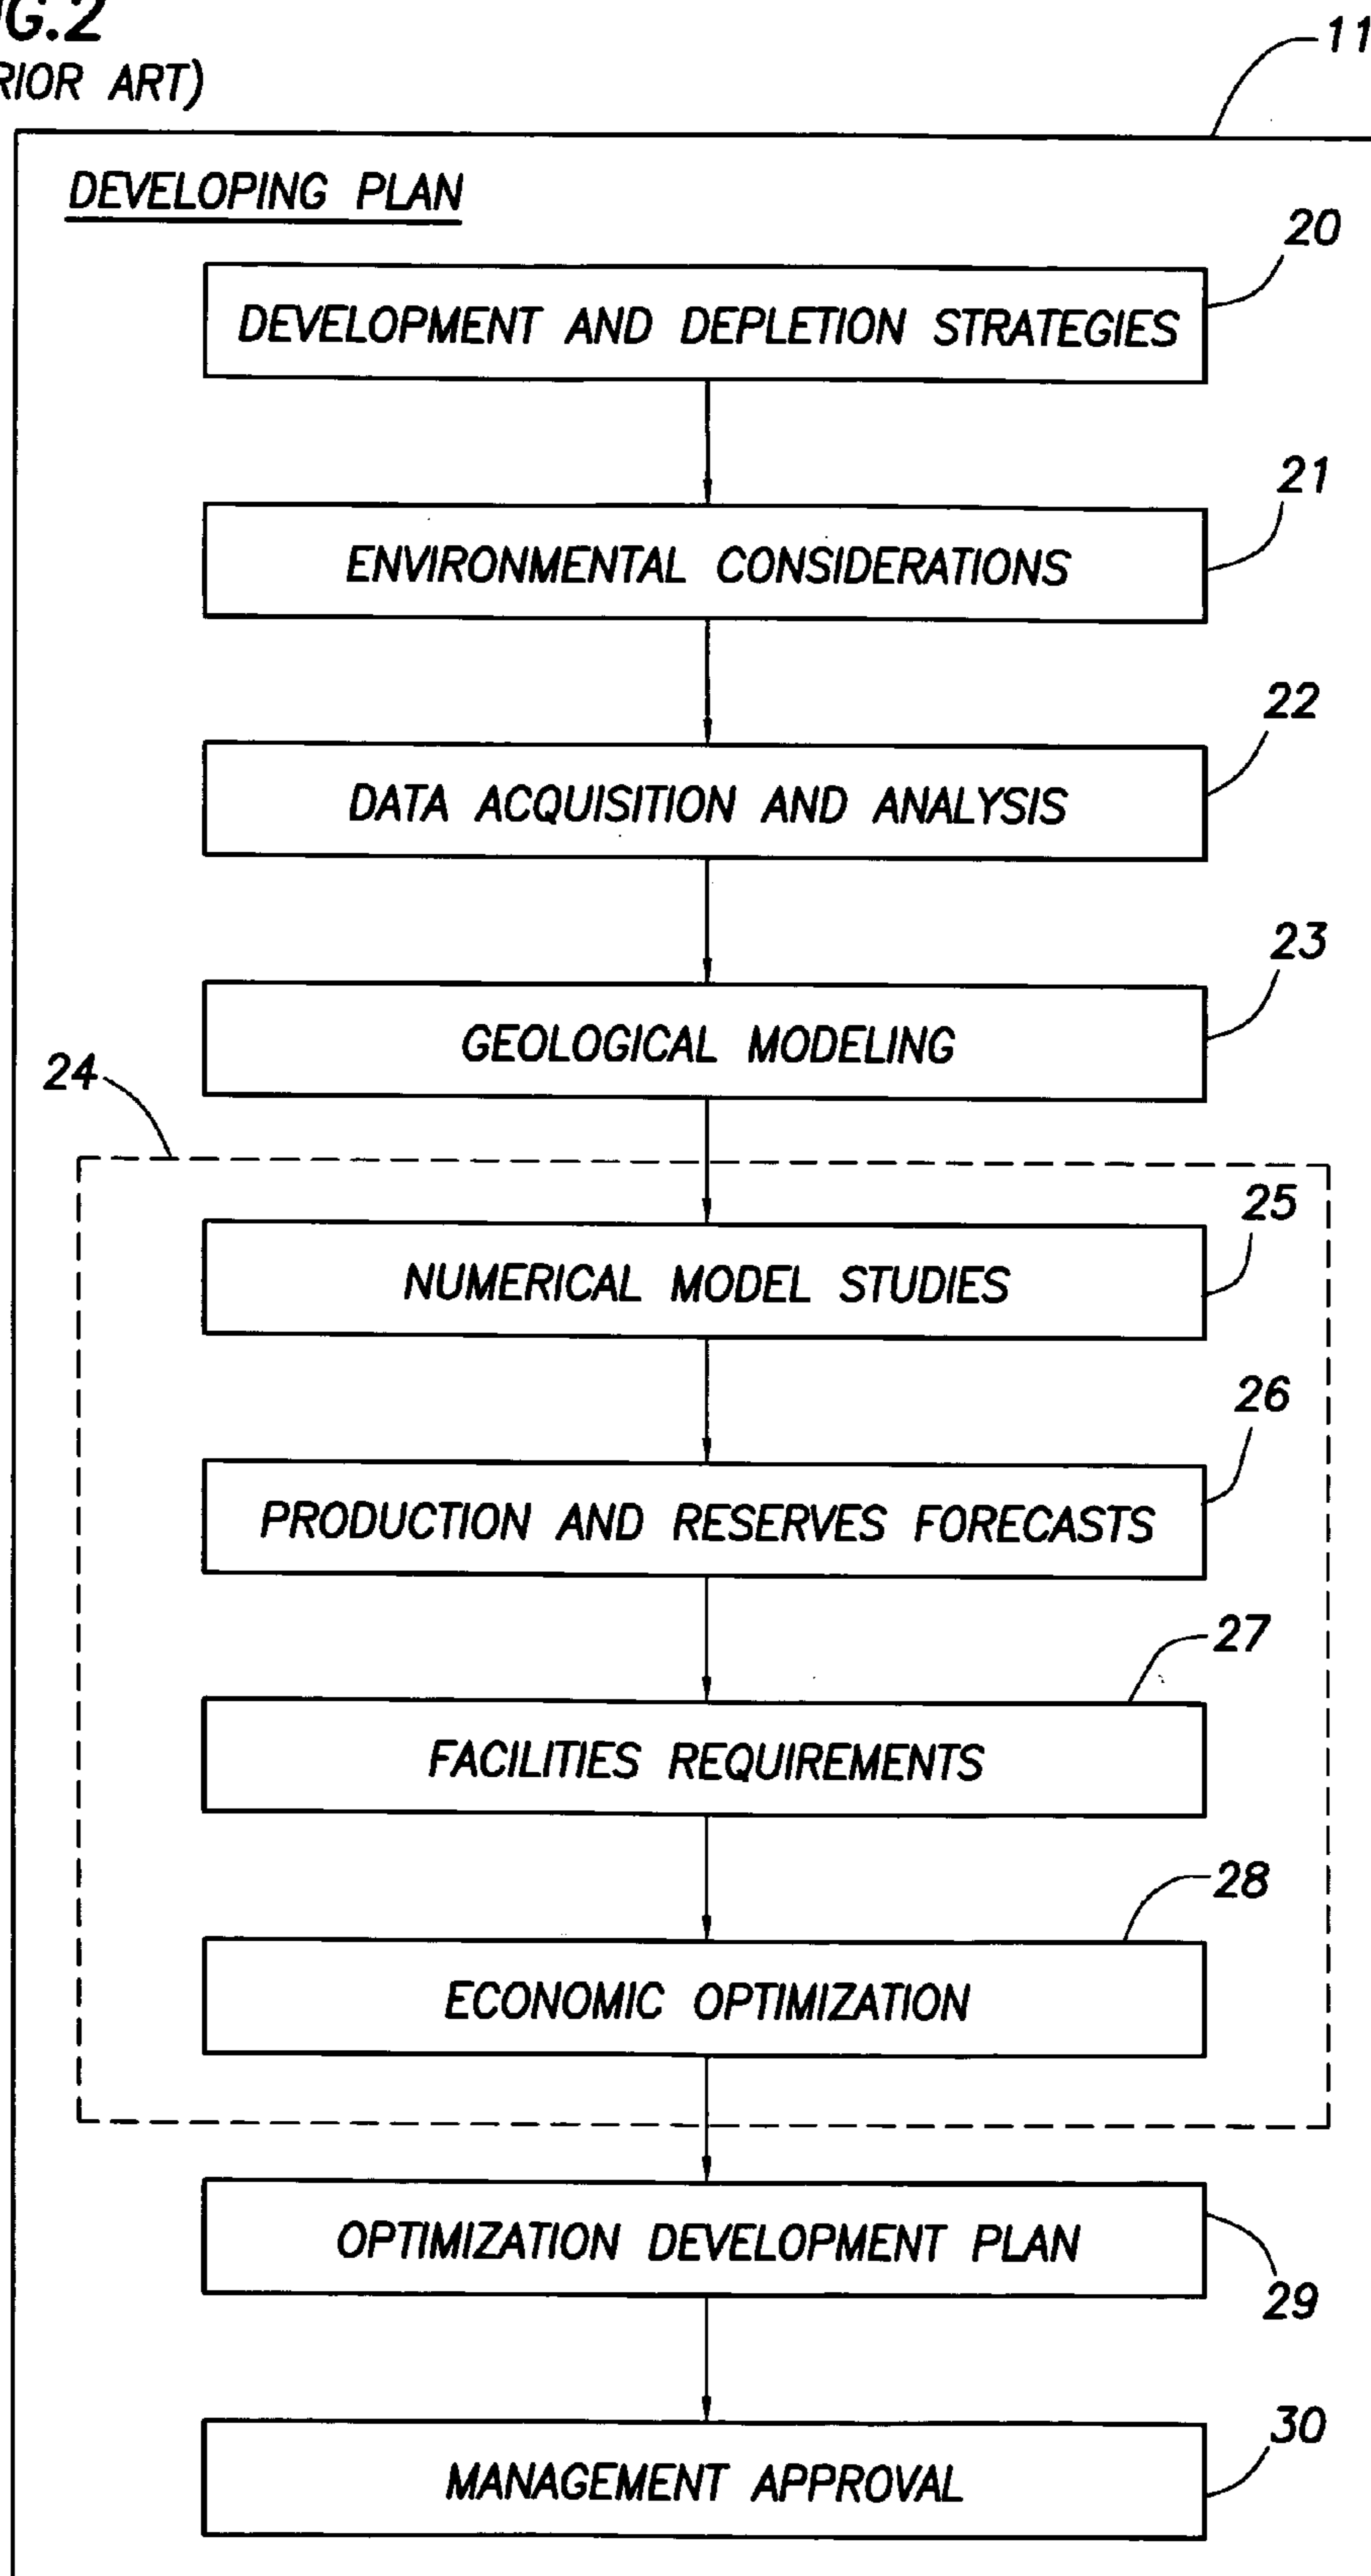 G.2
RIOR ART)
11
DEVELOPING PLAN
20
DEVELOPMENT AND DEPLETION STRATEGIES
21
ENVIRONMENTAL CONSIDERATIONS
22
DATA ACQUISITION AND ANALYSIS
23
GEOLOGICAL MODELING
24
25
NUMERICAL MODEL STUDIES
26
PRODUCTION AND RESERVES FORECASTS
27
FACILITIES REQUIREMENTS
28
ECONOMIC OPTIMIZATION
OPTIMIZATION DEVELOPMENT PLAN
29
30
MANAGEMENT APPROVAL